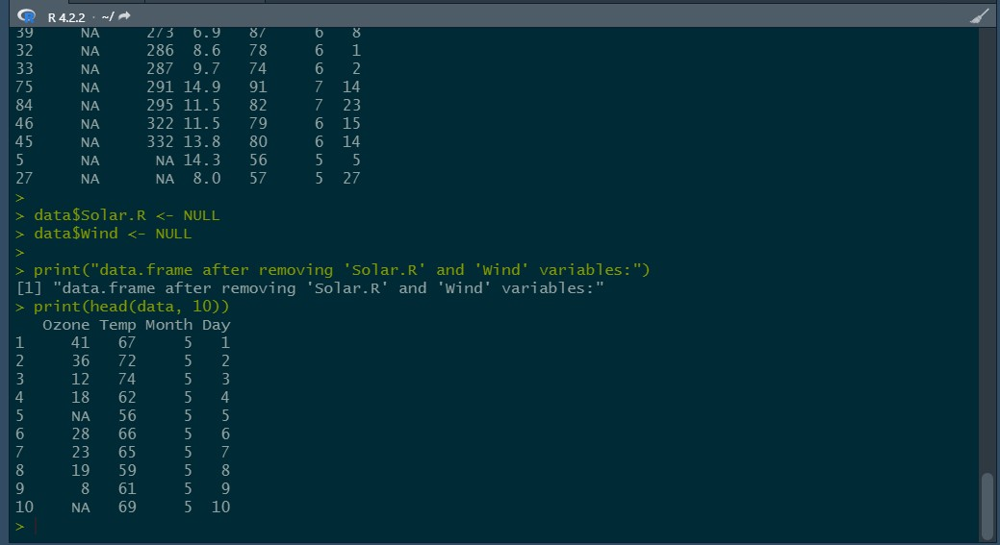 R 4.2.2 · ~/
39 NA 273 6.9 87 6 8
32 NA 286 8.6 78 6 1
33 NA 287 9.7 74 6 2
75 NA 291 14.9 91 7 14
84 NA 295 11.5 82 7 23
46 NA 322 11.5 79 6 15
45 NA 332 13.8 80 6 14
5 NA NA 14.3 56 5 5
27 NA NA 8.0 57 5 27
>
> data$Solar.R <- NULL
> data$Wind <- NULL
>
> print("data.frame after removing 'Solar.R' and 'Wind' variables:")
[1] "data.frame after removing 'Solar.R' and 'Wind' variables:"
> print(head(data, 10))
Ozone Temp Month Day
1 41 67 5 1
2 36 72 5 2
3 12 74 5 3
4 18 62 5 4
5 NA 56 5 5
6 28 66 5 6
7 23 65 5 7
8 19 59 5 8
9 8 61 5 9
10 NA 69 5 10
>